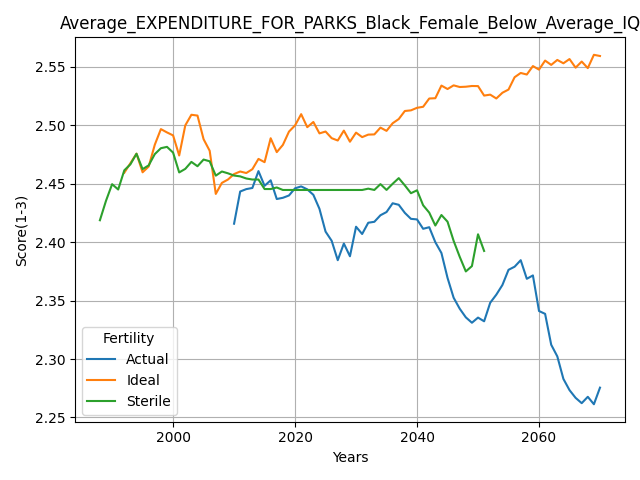 Average_EXPENDITURE_FOR_PARKS_Black_Female_Below_Average_IQ
Score(1-3)
2.55
2.50
2.45
2.40
2.35
2.30
2.25
Fertility
Actual
Ideal
Sterile
2000 2020 2040 2060
Years